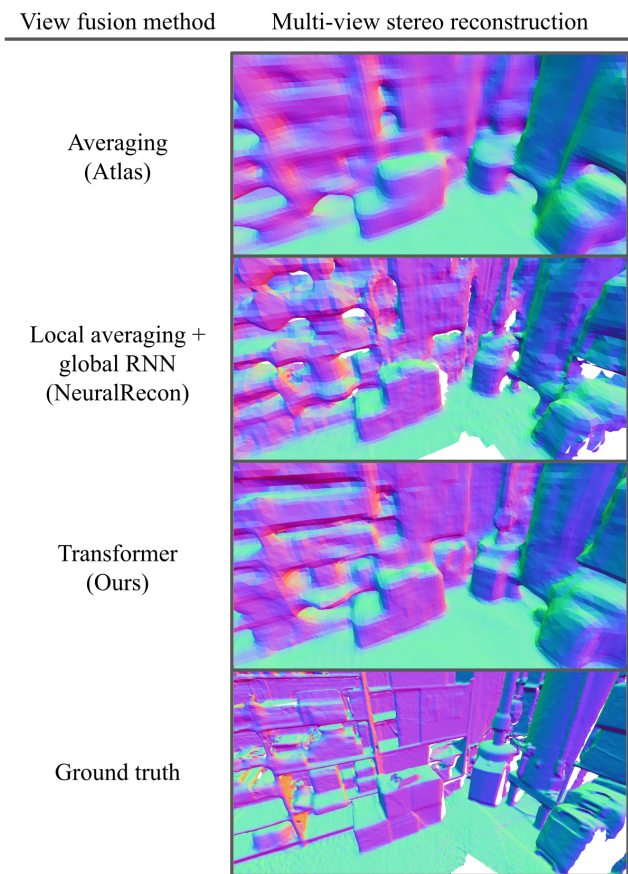 View fusion method
Multi-view stereo reconstruction
Averaging
(Atlas)
Local averaging +
global RNN
(NeuralRecon)
Transformer
(Ours)
Ground truth